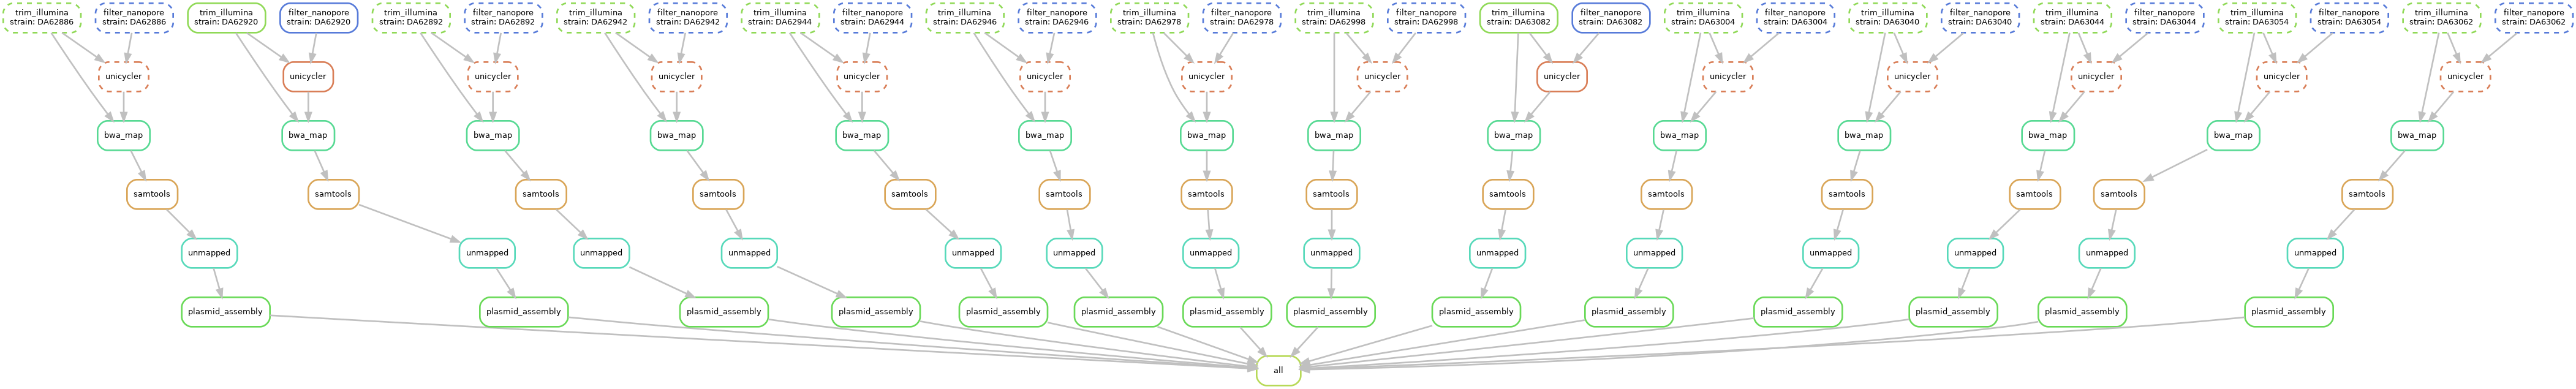 trim_illumina
strain: DA62886
filter_nanopore
strain: DA62886
trim_illumina
strain: DA62920
filter_nanopore
strain: DA62920
trim_illumina
strain: DA62892
filter_nanopore
strain: DA62892
trim_illumina
strain: DA62942
filter_nanopore
strain: DA62942
trim_illumina
strain: DA62944
filter_nanopore
strain: DA62944
trim_illumina
strain: DA62946
filter_nanopore
strain: DA62946
trim_illumina
strain: DA62978
filter_nanopore
strain: DA62978
trim_illumina
strain: DA62998
filter_nanopore
strain: DA62998
trim_illumina
strain: DA63082
filter_nanopore
strain: DA63082
trim_illumina
strain: DA63004
filter_nanopore
strain: DA63004
trim_illumina
strain: DA63040
filter_nanopore
strain: DA63040
trim_illumina
strain: DA63044
filter_nanopore
strain: DA63044
trim_illumina
strain: DA63054
filter_nanopore
strain: DA63054
trim_illumina
strain: DA63062
filter_nanopore
strain: DA63062
unicycler
unicycler
unicycler
unicycler
unicycler
unicycler
unicycler
unicycler
unicycler
unicycler
unicycler
unicycler
unicycler
unicycler
bwa_map
bwa_map
bwa_map
bwa_map
bwa_map
bwa_map
bwa_map
bwa_map
bwa_map
bwa_map
bwa_map
bwa_map
bwa_map
bwa_map
samtools
samtools
samtools
samtools
samtools
samtools
samtools
samtools
samtools
samtools
samtools
samtools
samtools
samtools
unmapped
unmapped
unmapped
unmapped
unmapped
unmapped
unmapped
unmapped
unmapped
unmapped
unmapped
unmapped
unmapped
unmapped
plasmid_assembly
plasmid_assembly
plasmid_assembly
plasmid_assembly
plasmid_assembly
plasmid_assembly
plasmid_assembly
plasmid_assembly
plasmid_assembly
plasmid_assembly
plasmid_assembly
plasmid_assembly
plasmid_assembly
plasmid_assembly
all